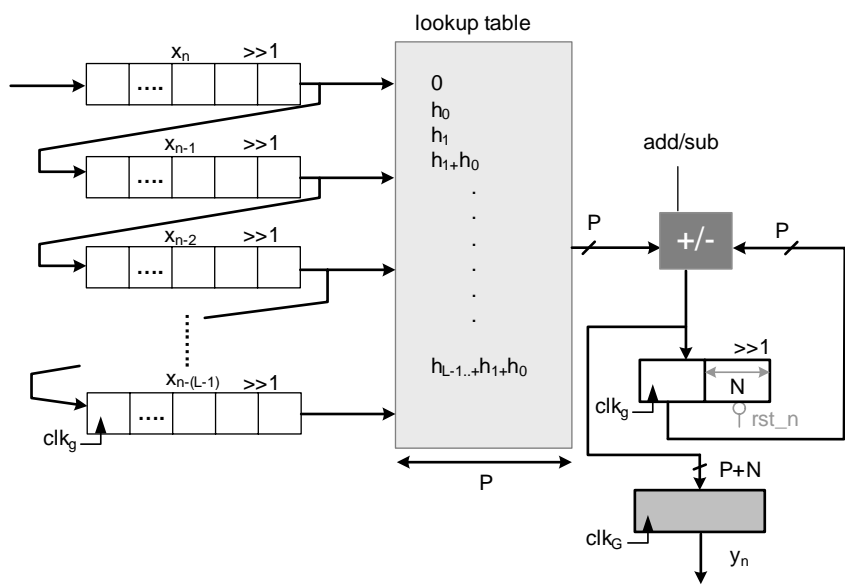 lookup table
xn >>1
....
0
h0
h1
h1+h0
xn-1 >>1
....
add/sub
xn-2 >>1
....
P
+/-
P
xn-(L-1) >>1
....
hL-1..+h1+h0
>>1
N
clkg
rst_n
clkg
P
P+N
clkG
yn